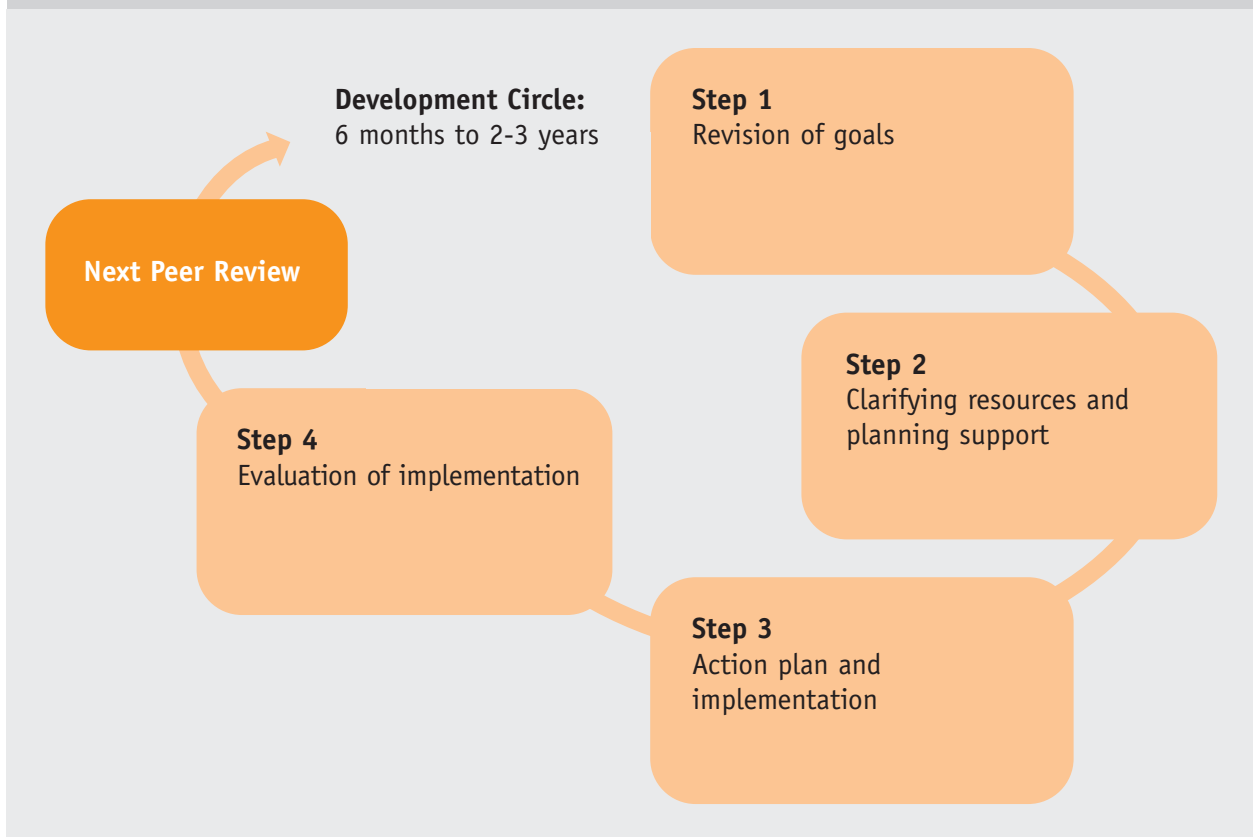 Development Circle:
6 months to 2-3 years
Step 1
Revision of goals
Step 2
Clarifying resources and
planning support
Step 3
Action plan and
implementation
Step 4
Evaluation of implementation
Next Peer Review